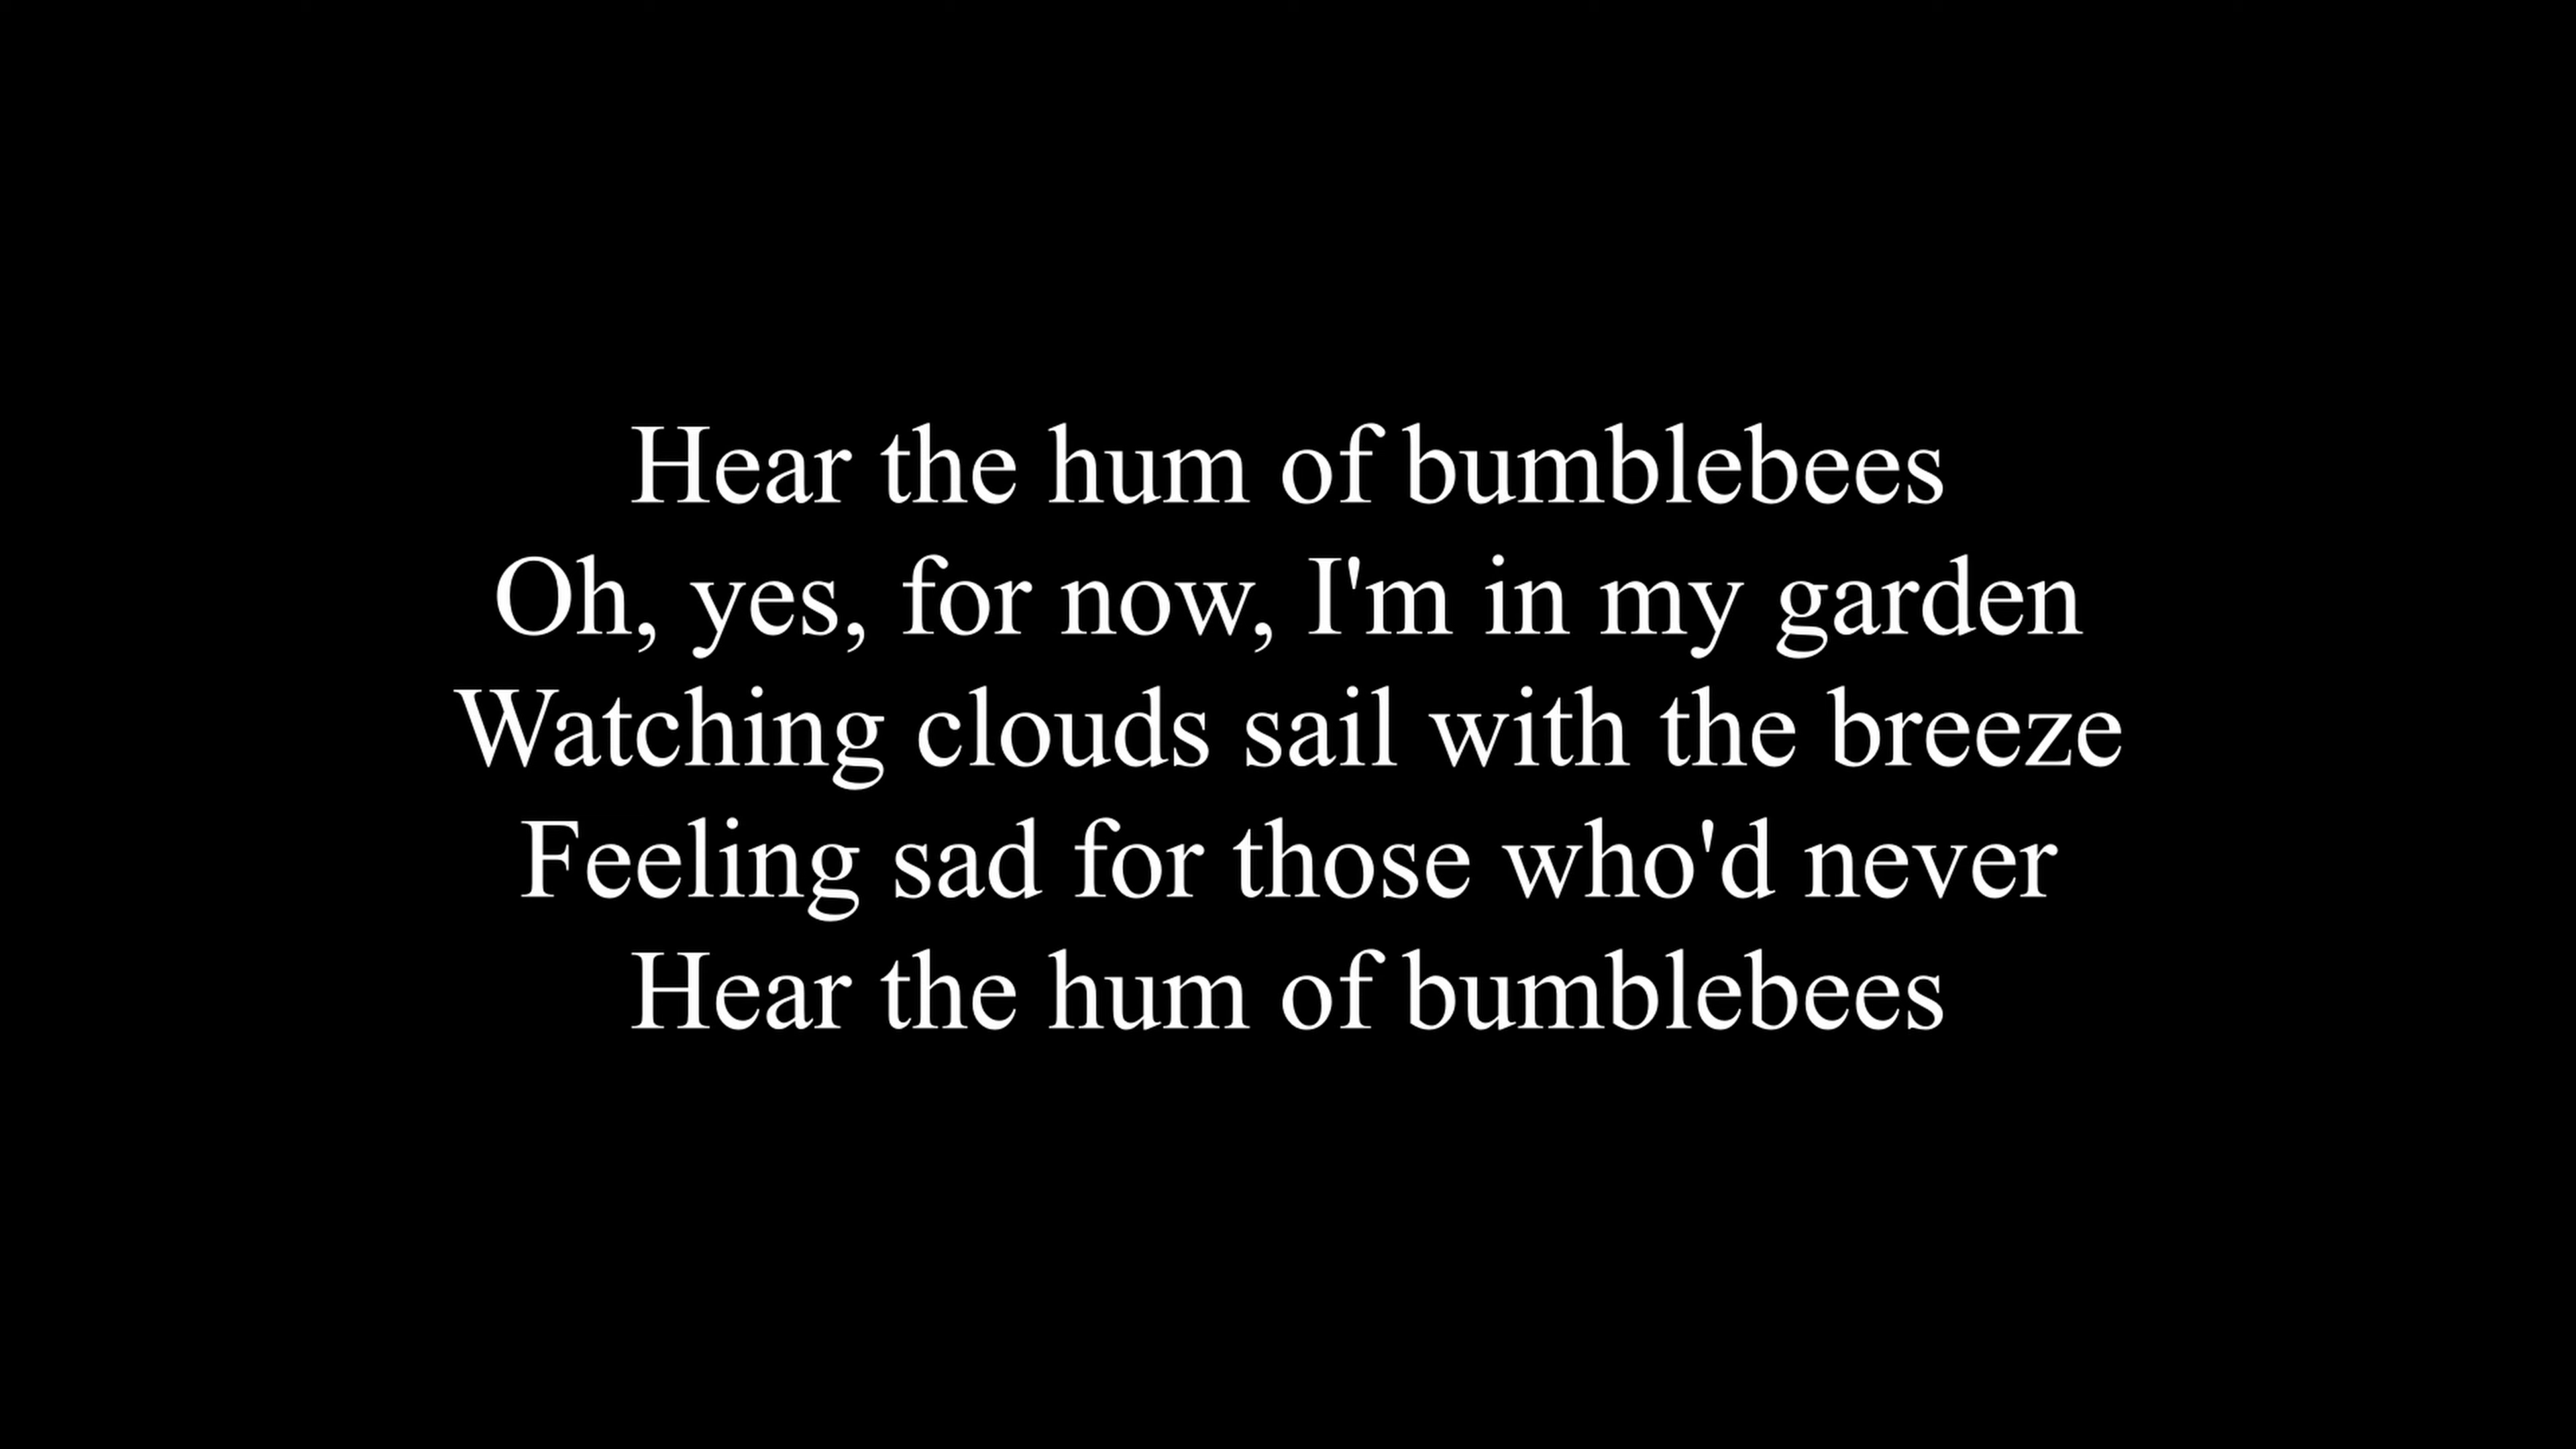 Hear the hum of bumblebees
Oh, yes, for now, I'm in my garden
Watching clouds sail with the breeze
Feeling sad for those who'd never
Hear the hum of bumblebees